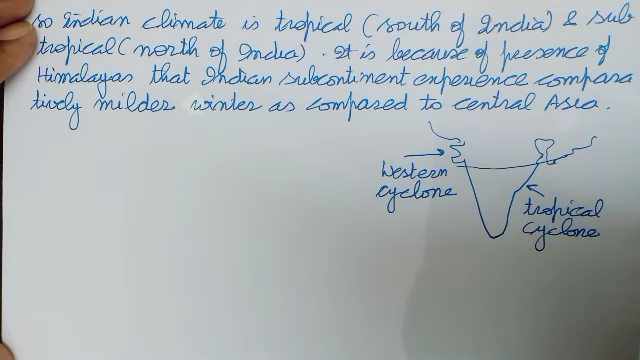 so Indian climate is tropical (south of India) & sub
tropical (north of India). It is because of presence of
Himalayas that Indian subcontinent experience compara
tively milder winter as compared to central Asia.
Western
cyclone
tropical
cyclone